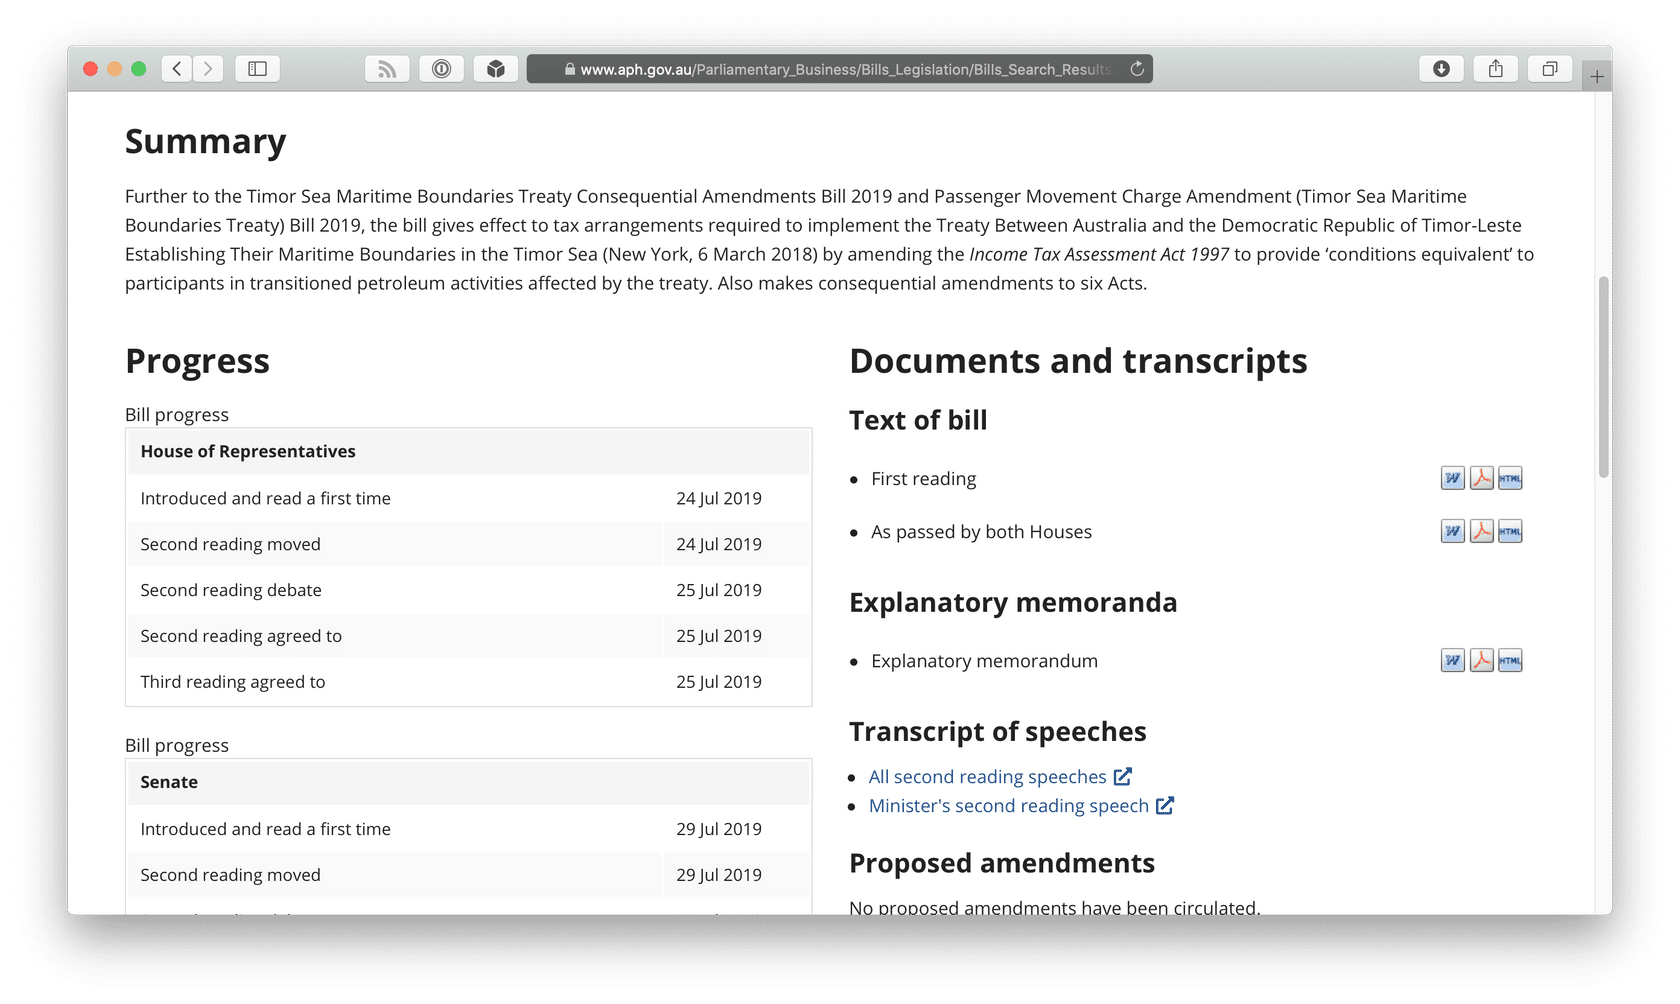 www.aph.gov.au/Parliamentary_Business/Bills_Legislation/Bills_Search_Results
Summary
Further to the Timor Sea Maritime Boundaries Treaty Consequential Amendments Bill 2019 and Passenger Movement Charge Amendment (Timor Sea Maritime
Boundaries Treaty) Bill 2019, the bill gives effect to tax arrangements required to implement the Treaty Between Australia and the Democratic Republic of Timor-Leste
Establishing Their Maritime Boundaries in the Timor Sea (New York, 6 March 2018) by amending the Income Tax Assessment Act 1997 to provide ‘conditions equivalent’ to
participants in transitioned petroleum activities affected by the treaty. Also makes consequential amendments to six Acts.
Progress
Bill progress
House of Representatives
Introduced and read a first time 24 Jul 2019
Second reading moved 24 Jul 2019
Second reading debate 25 Jul 2019
Second reading agreed to 25 Jul 2019
Third reading agreed to 25 Jul 2019
Bill progress
Senate
Introduced and read a first time 29 Jul 2019
Second reading moved 29 Jul 2019
Documents and transcripts
Text of bill
• First reading W HTML
• As passed by both Houses W HTML
Explanatory memoranda
• Explanatory memorandum W HTML
Transcript of speeches
• All second reading speeches
• Minister's second reading speech
Proposed amendments
No proposed amendments have been circulated.